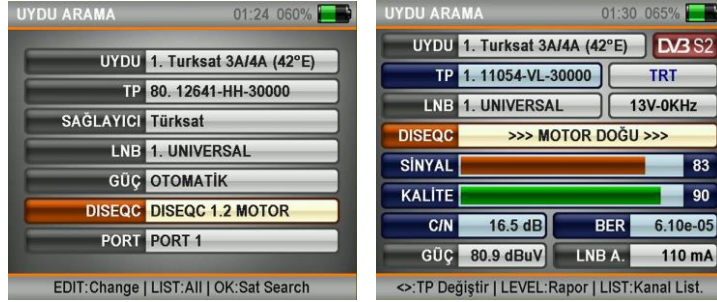 UYDU ARAMA 01:24 060%
UYDU 1. Turksat 3A/4A (42ºE)
TP 80. 12641-HH-30000
SAĞLAYICI Türksat
LNB 1. UNIVERSAL
GÜÇ OTOMATİK
DISEQC DISEQC 1.2 MOTOR
PORT PORT 1
EDIT:Change | LIST:All | OK:Sat Search
UYDU ARAMA 01:30 065%
UYDU 1. Turksat 3A/4A (42ºE) DVB S2
TP 1. 11054-VL-30000 TRT
LNB 1. UNIVERSAL 13V-0KHz
DISEQC >>> MOTOR DOĞU >>>
SİNYAL 83
KALİTE 90
C/N 16.5 dB BER 6.10e-05
GÜÇ 80.9 dBuV LNB A. 110 mA
<>:TP Değiştir | LEVEL:Rapor | LIST:Kanal List.